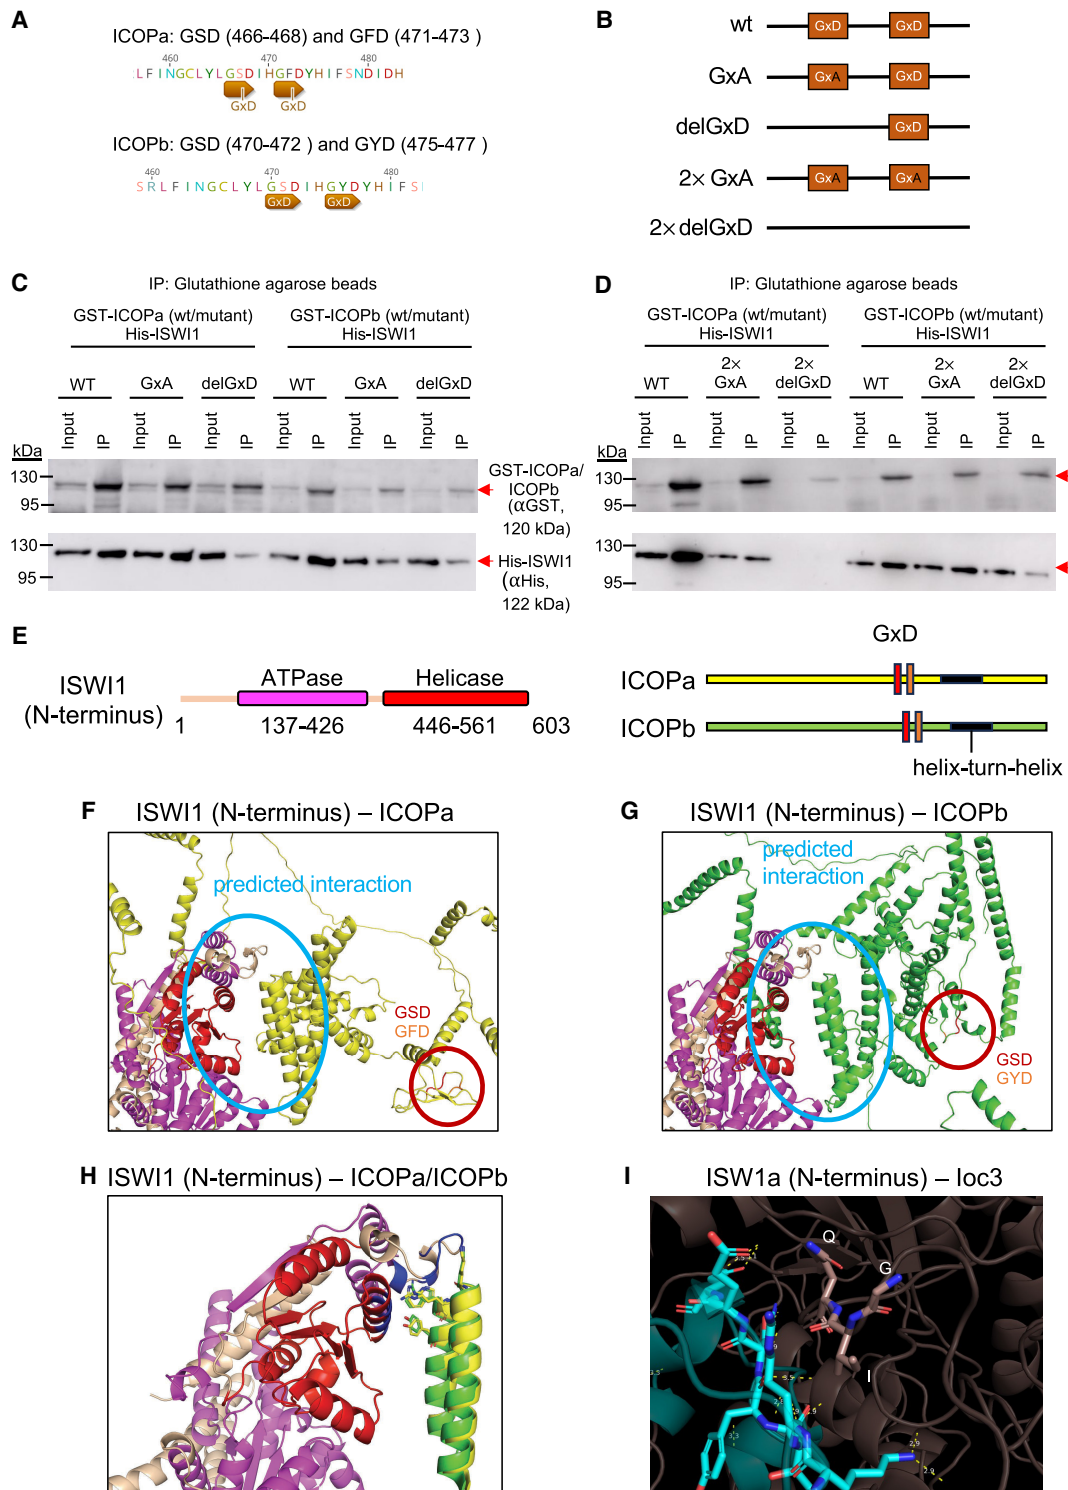 A
ICOPa: GSD (466-468) and GFD (471-473 )
460 470 480
LFINGCLYLGSDIHGFDYHIFSNDIDH
GxD GxD
ICOPb: GSD (470-472 ) and GYD (475-477 )
460 470 480
SRLFINGCLYLGSDIHGYDYHIFSI
GxD GxD
B
wt GxD GxD
GxA GxA GxD
delGxD GxD
2× GxA GxA GxA
2× delGxD
C
IP: Glutathione agarose beads
GST-ICOPa (wt/mutant) GST-ICOPb (wt/mutant)
His-ISWI1 His-ISWI1
WT GxA delGxD WT GxA delGxD
Input IP Input IP Input IP Input IP Input IP Input IP
kDa
130
95
GST-ICOPa/
ICOPb
(αGST,
120 kDa)
130
95
His-ISWI1
(αHis,
122 kDa)
D
IP: Glutathione agarose beads
GST-ICOPa (wt/mutant) GST-ICOPb (wt/mutant)
His-ISWI1 His-ISWI1
WT 2× GxA 2× delGxD WT 2× GxA 2× delGxD
Input IP Input IP Input IP Input IP Input IP Input IP
kDa
130
95
130
95
E
ISWI1
(N-terminus)
ATPase Helicase
1 137-426 446-561 603
GxD
ICOPa
ICOPb
helix-turn-helix
F ISWI1 (N-terminus) – ICOPa
predicted interaction
GSD
GFD
G ISWI1 (N-terminus) – ICOPb
predicted
interaction
GSD
GYD
H ISWI1 (N-terminus) – ICOPa/ICOPb
I ISW1a (N-terminus) – Ioc3
Q
G
I
3.5
3.3
2.9
2.9